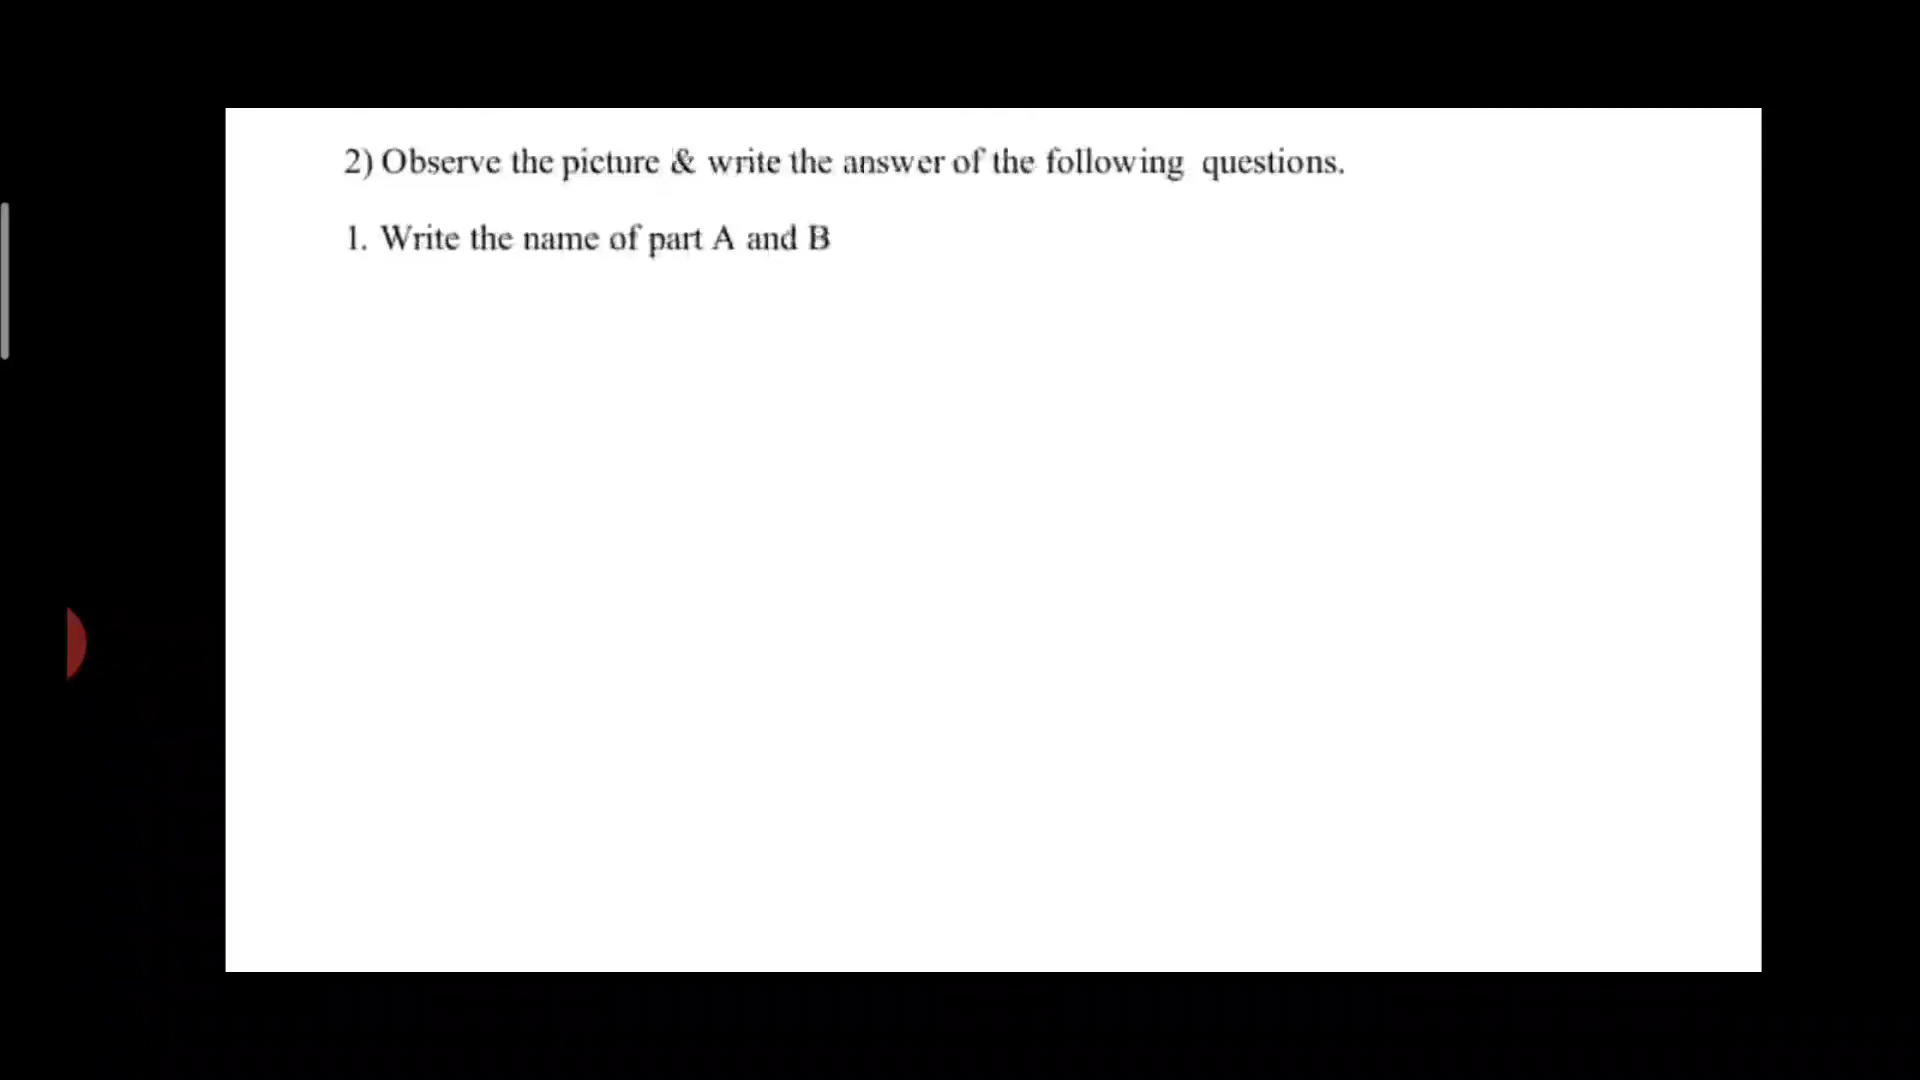 2) Observe the picture & write the answer of the following questions.
1. Write the name of part A and B